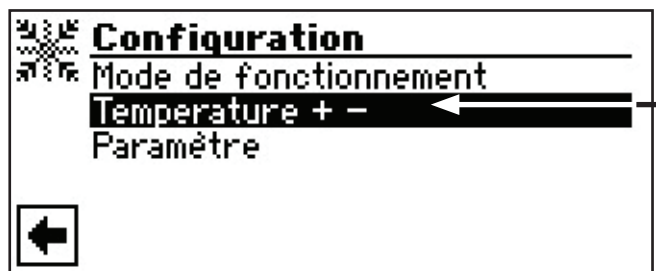 Configuration
Mode de fonctionnement
Temperature + −
Paramètre